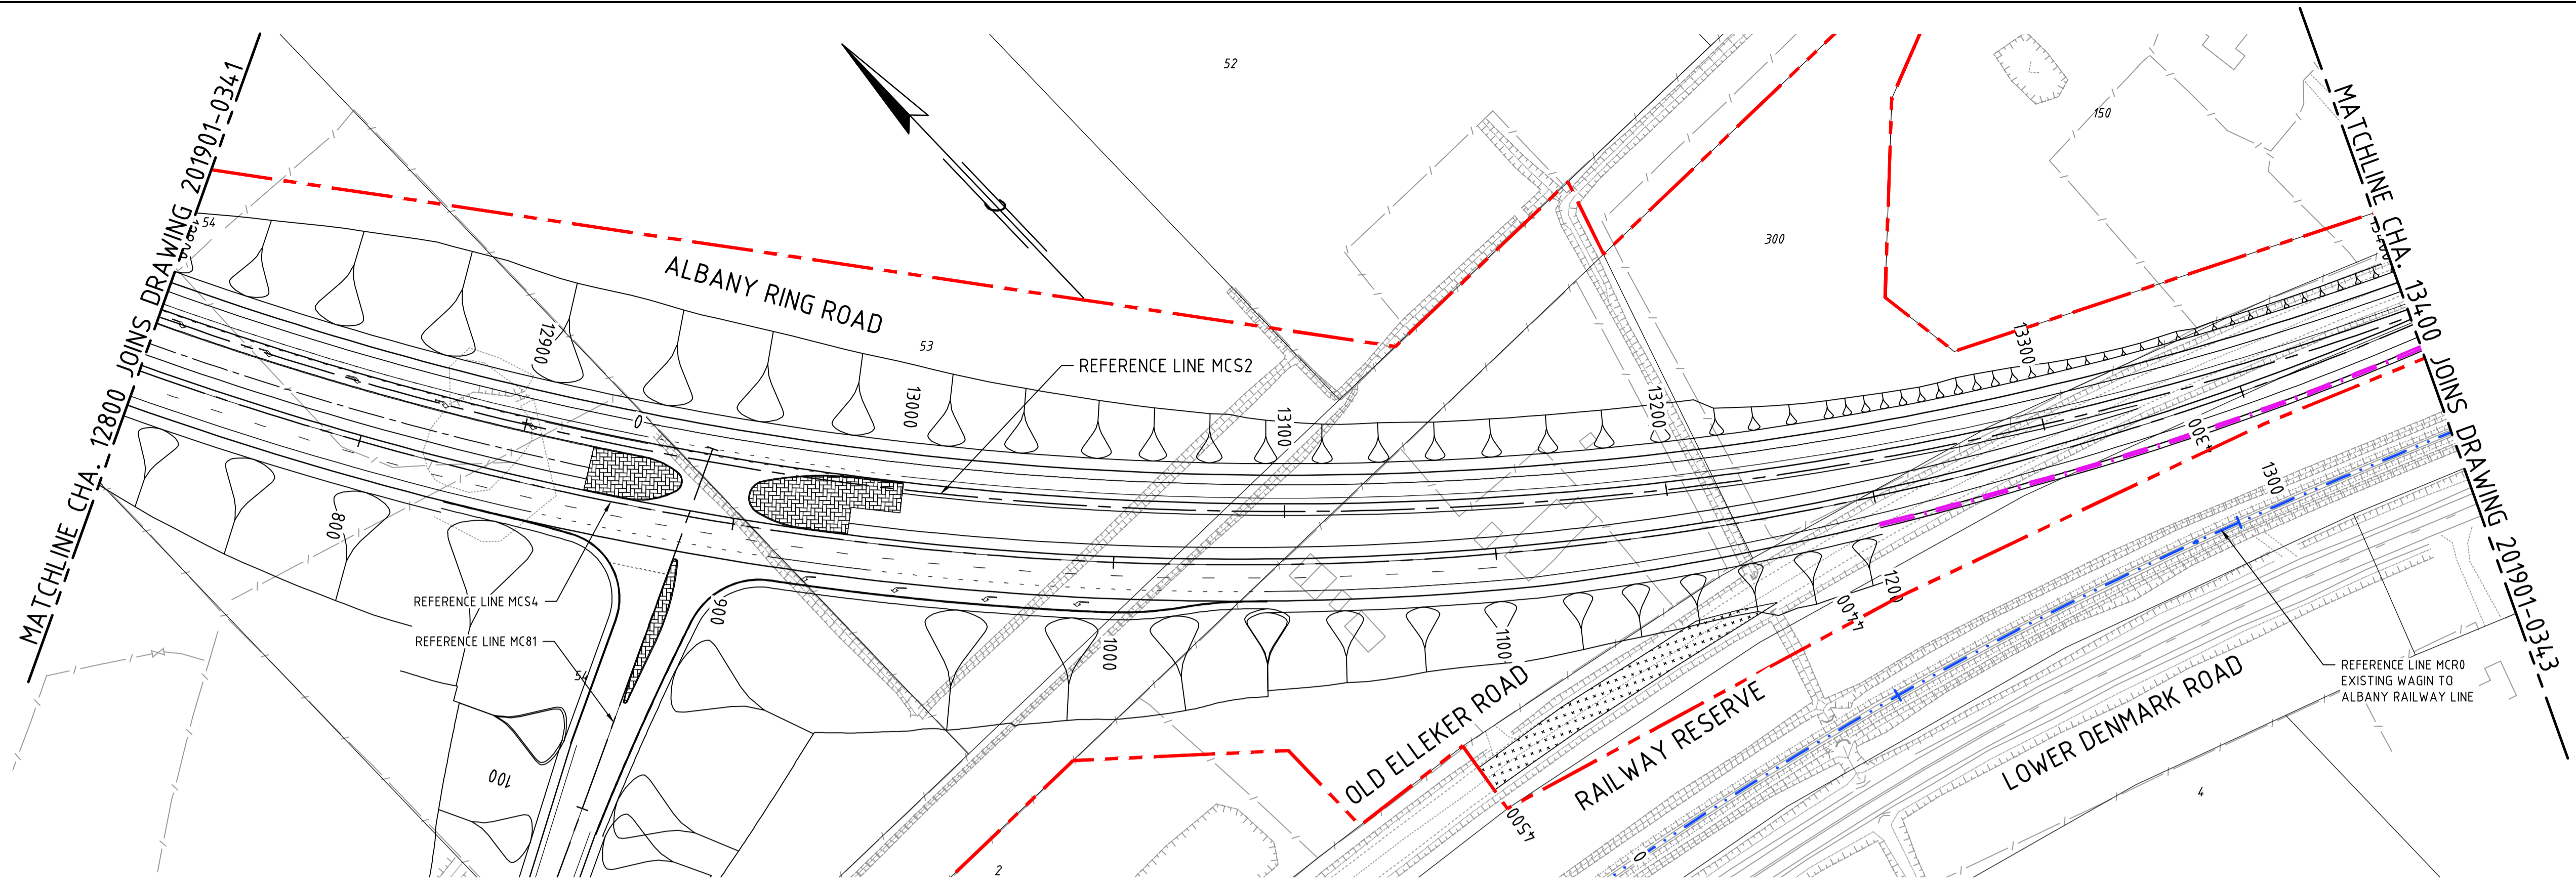 MATCHLINE CHA. 12800 JOINS DRAWING 201901-0341
54
52
150
300
ALBANY RING ROAD
12900
53
13000
REFERENCE LINE MCS2
13100
13200
13300
MATCHLINE CHA. 13400 JOINS DRAWING 201901-0343
0
800
REFERENCE LINE MCS4
REFERENCE LINE MC81
54
900
1000
1100
1200
4300
1300
4400
4500
100
OLD ELLEKER ROAD
RAILWAY RESERVE
LOWER DENMARK ROAD
REFERENCE LINE MCR0
EXISTING WAGIN TO
ALBANY RAILWAY LINE
2
4
0